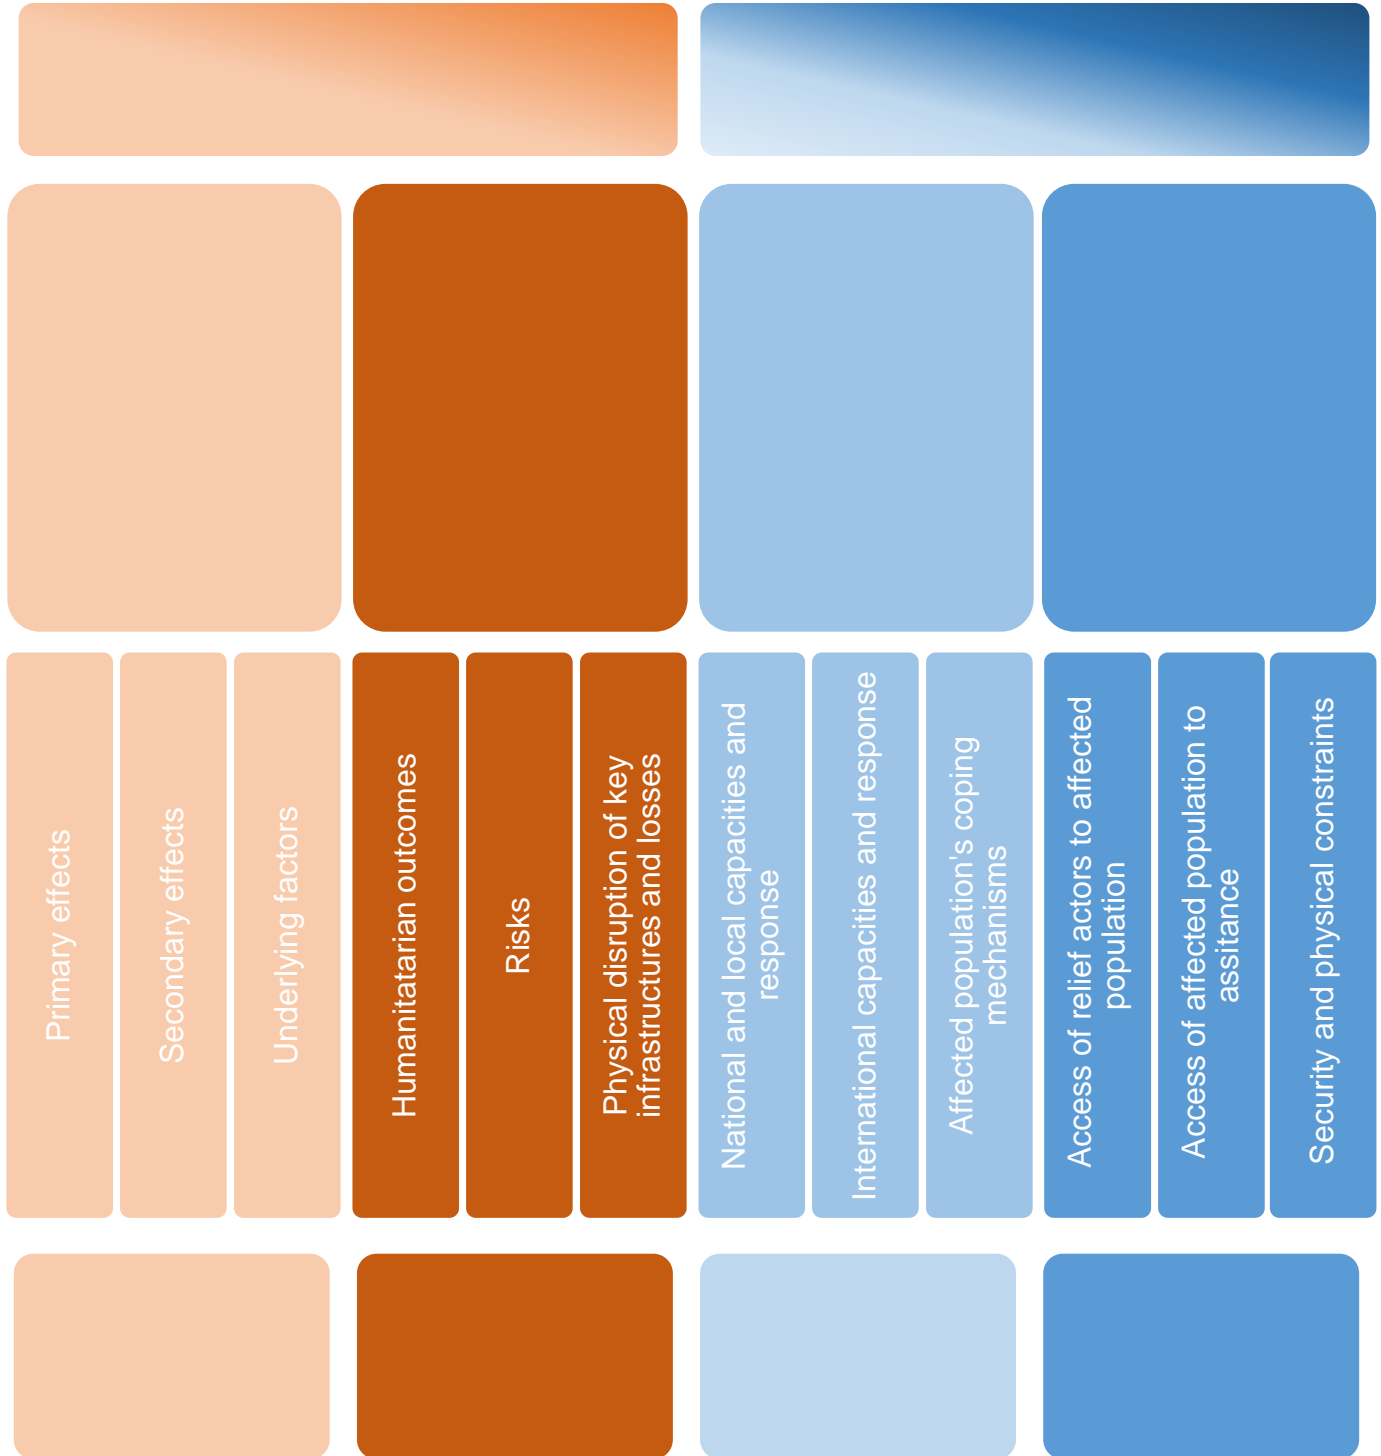 Primary effects
Secondary effects
Underlying factors
Humanitatarian outcomes
Risks
Physical disruption of key
infrastructures and losses
National and local capacities and
response
International capacities and response
Affected population's coping
mechanisms
Access of relief actors to affected
population
Access of affected population to
assitance
Security and physical constraints